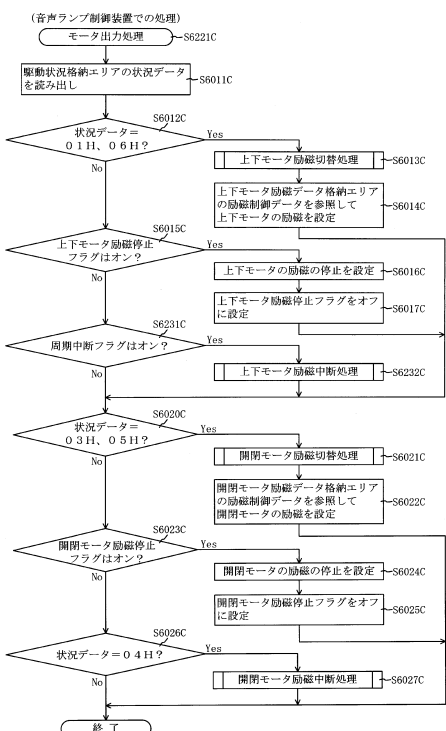 (音声ランプ制御装置での処理)
モータ出力処理
S6221C
駆動状況格納エリアの状況データ
を読み出し
S6011C
S6012C
状況データ=
01H、06H?
Yes
No
上下モータ励磁切替処理
S6013C
上下モータ励磁データ格納エリア
の励磁制御データを参照して
上下モータの励磁を設定
S6014C
S6015C
上下モータ励磁停止
フラグはオン?
Yes
No
上下モータの励磁の停止を設定
S6016C
上下モータ励磁停止フラグをオフ
に設定
S6017C
S6231C
周期中断フラグはオン?
Yes
No
上下モータ励磁中断処理
S6232C
S6020C
状況データ=
03H、05H?
Yes
No
開閉モータ励磁切替処理
S6021C
開閉モータ励磁データ格納エリア
の励磁制御データを参照して
開閉モータの励磁を設定
S6022C
S6023C
開閉モータ励磁停止
フラグはオン?
Yes
No
開閉モータの励磁の停止を設定
S6024C
開閉モータ励磁停止フラグをオフ
に設定
S6025C
S6026C
状況データ=04H?
Yes
No
開閉モータ励磁中断処理
S6027C
終了